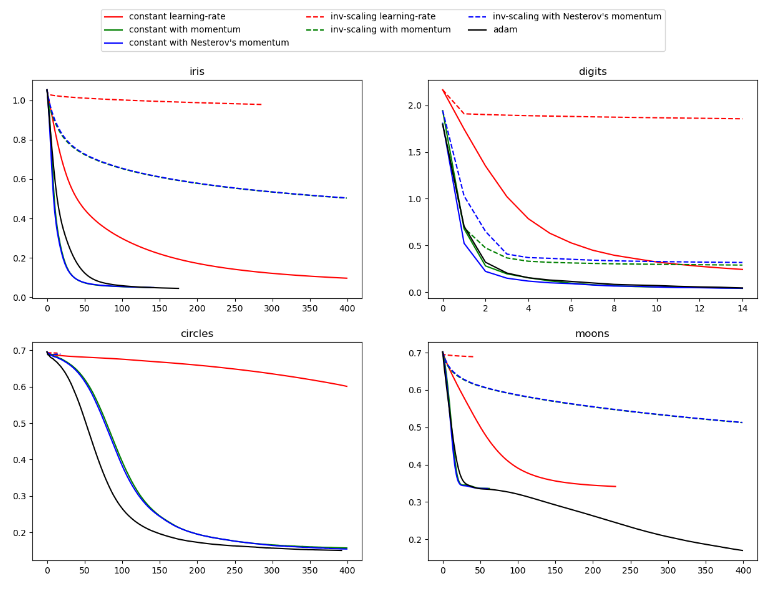 constant learning-rate
constant with momentum
constant with Nesterov's momentum
inv-scaling learning-rate
inv-scaling with momentum
inv-scaling with Nesterov's momentum
adam
iris
1.0
0.8
0.6
0.4
0.2
0.0
0 50 100 150 200 250 300 350 400
digits
2.0
1.5
1.0
0.5
0.0
0 2 4 6 8 10 12 14
circles
0.7
0.6
0.5
0.4
0.3
0.2
0 50 100 150 200 250 300 350 400
moons
0.7
0.6
0.5
0.4
0.3
0.2
0 50 100 150 200 250 300 350 400